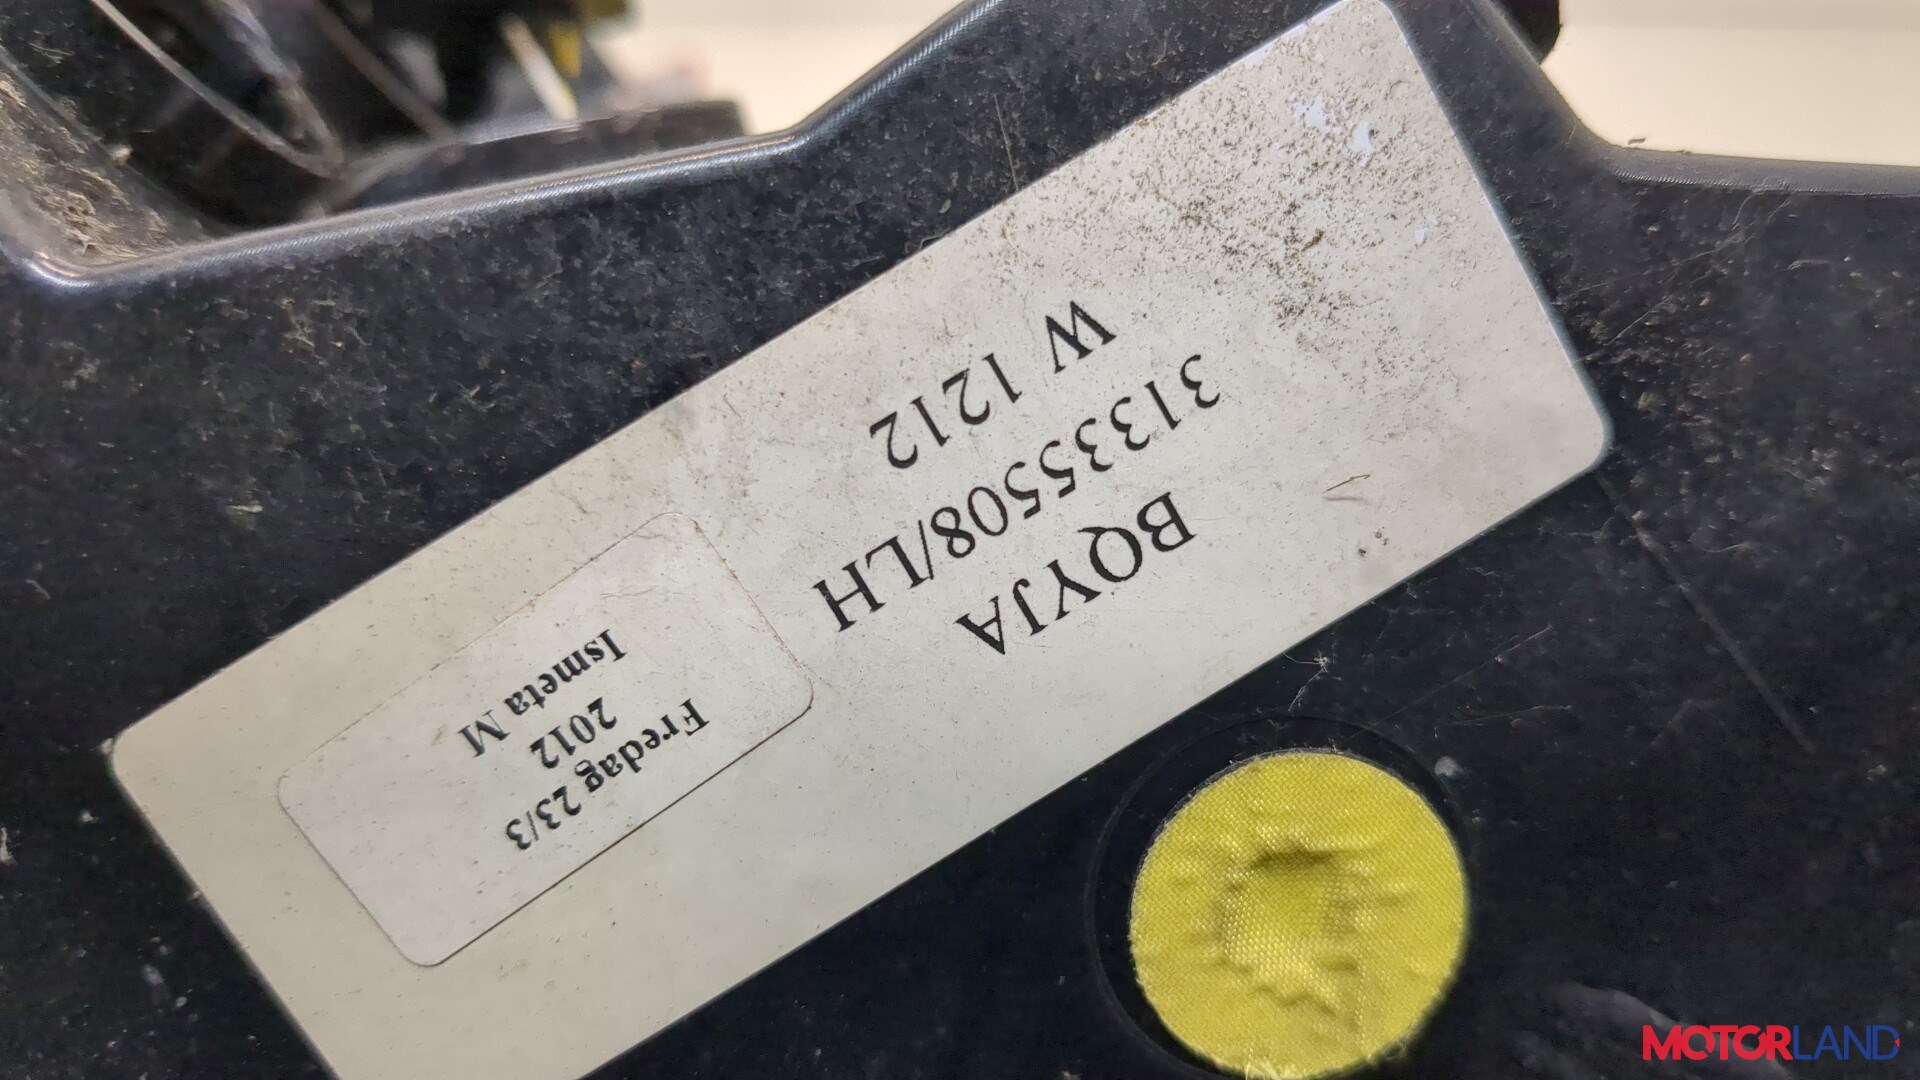 BQYJA
31335508/LH
W 1212
Fredag 23/3
2012
Ismeta M
MOTORLAND